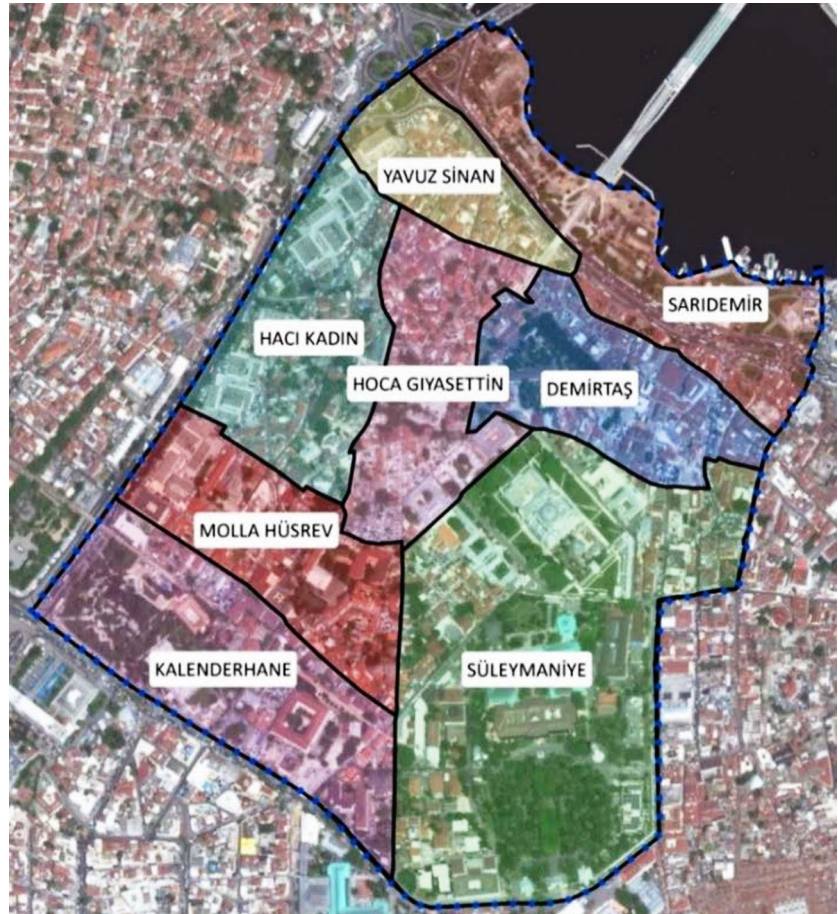 YAVUZ SİNAN
SARIDEMİR
HACI KADIN
HOCA GIYASETTİN
DEMİRTAŞ
MOLLA HÜSREV
KALENDERHANE
SÜLEYMANİYE